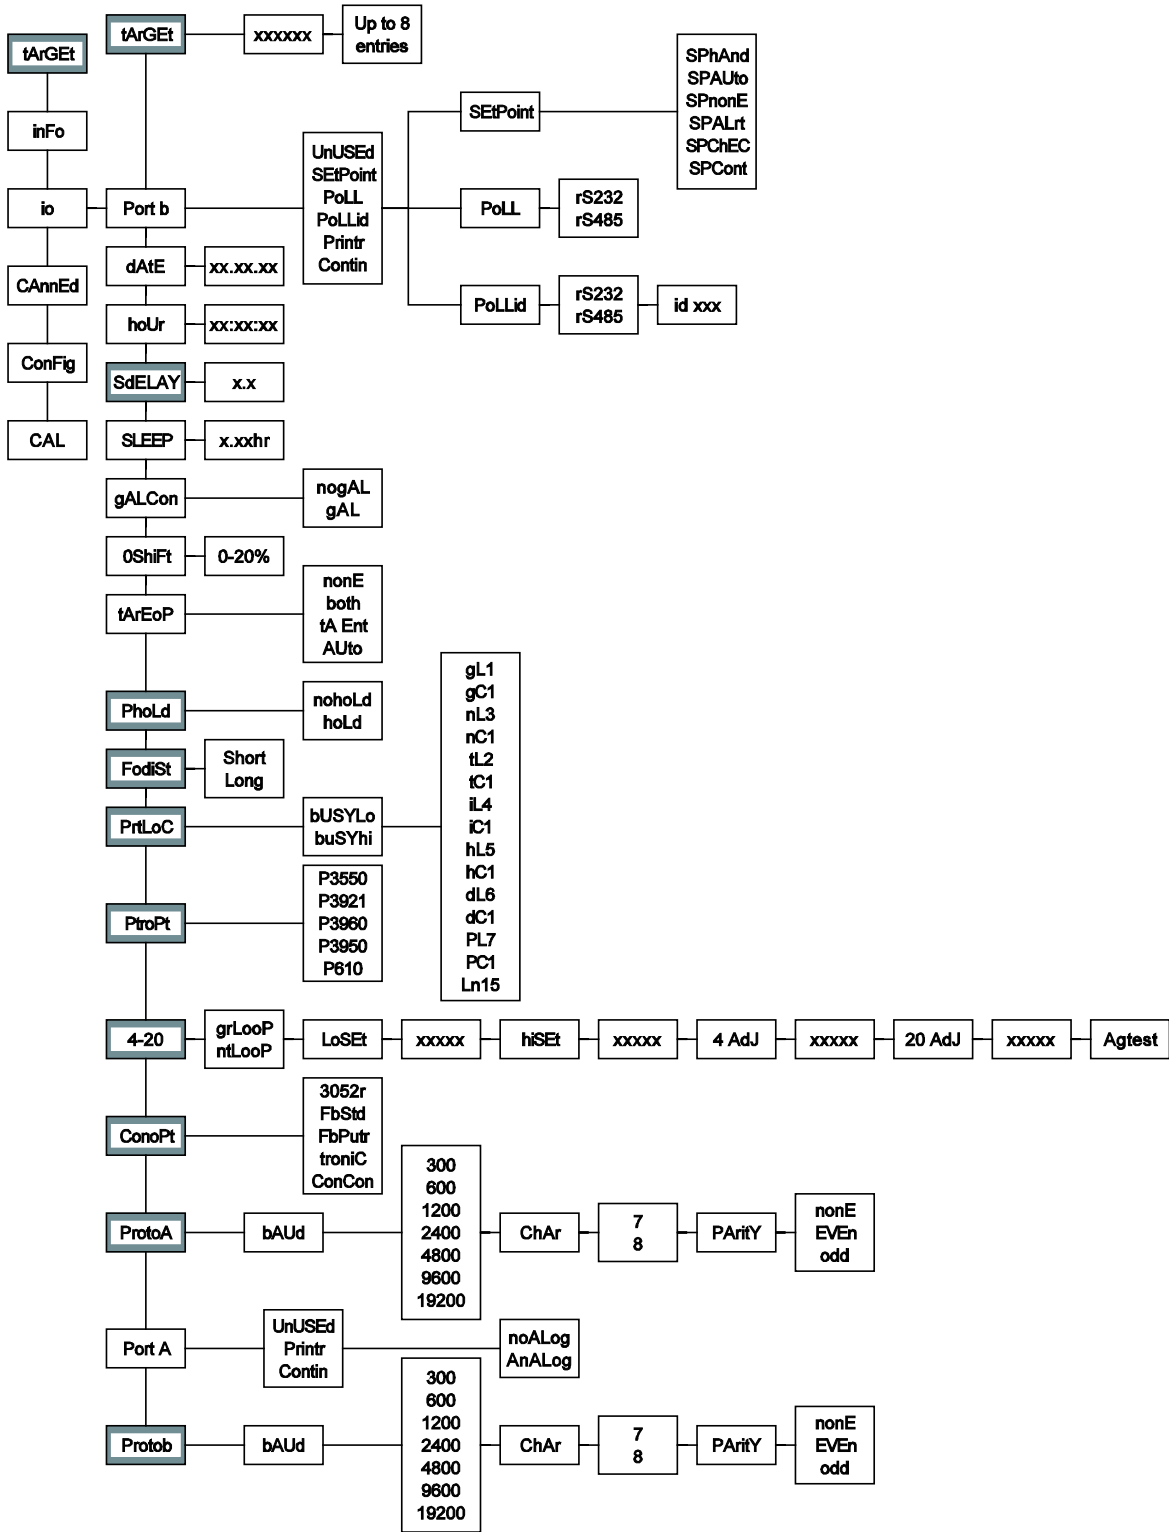 tArGEt
inFo
io
CAnnEd
ConFig
CAL
tArGEt
xxxxxx
Up to 8
entries
Port b
UnUSEd
SEtPoint
PoLL
PoLLid
Printr
Contin
SEtPoint
SPhAnd
SPAUto
SPnonE
SPALrt
SPChEC
SPCont
PoLL
rS232
rS485
PoLLid
rS232
rS485
id xxx
dAtE
xx.xx.xx
hoUr
xx:xx:xx
SdELAY
x.x
SLEEP
x.xxhr
gALCon
nogAL
gAL
0ShiFt
0-20%
tArEoP
nonE
both
tA Ent
AUto
PhoLd
nohoLd
hoLd
FodiSt
Short
Long
PrtLoC
bUSYLo
buSYhi
gL1
gC1
nL3
nC1
tL2
tC1
iL4
iC1
hL5
hC1
dL6
dC1
PL7
PC1
Ln15
PtroPt
P3550
P3921
P3960
P3950
P610
4-20
grLooP
ntLooP
LoSEt
xxxxx
hiSEt
xxxxx
4 AdJ
xxxxx
20 AdJ
xxxxx
Agtest
ConoPt
3052r
FbStd
FbPutr
troniC
ConCon
ProtoA
bAUd
300
600
1200
2400
4800
9600
19200
ChAr
7
8
PAritY
nonE
EVEn
odd
Port A
UnUSEd
Printr
Contin
noALog
AnALog
Protob
bAUd
300
600
1200
2400
4800
9600
19200
ChAr
7
8
PAritY
nonE
EVEn
odd